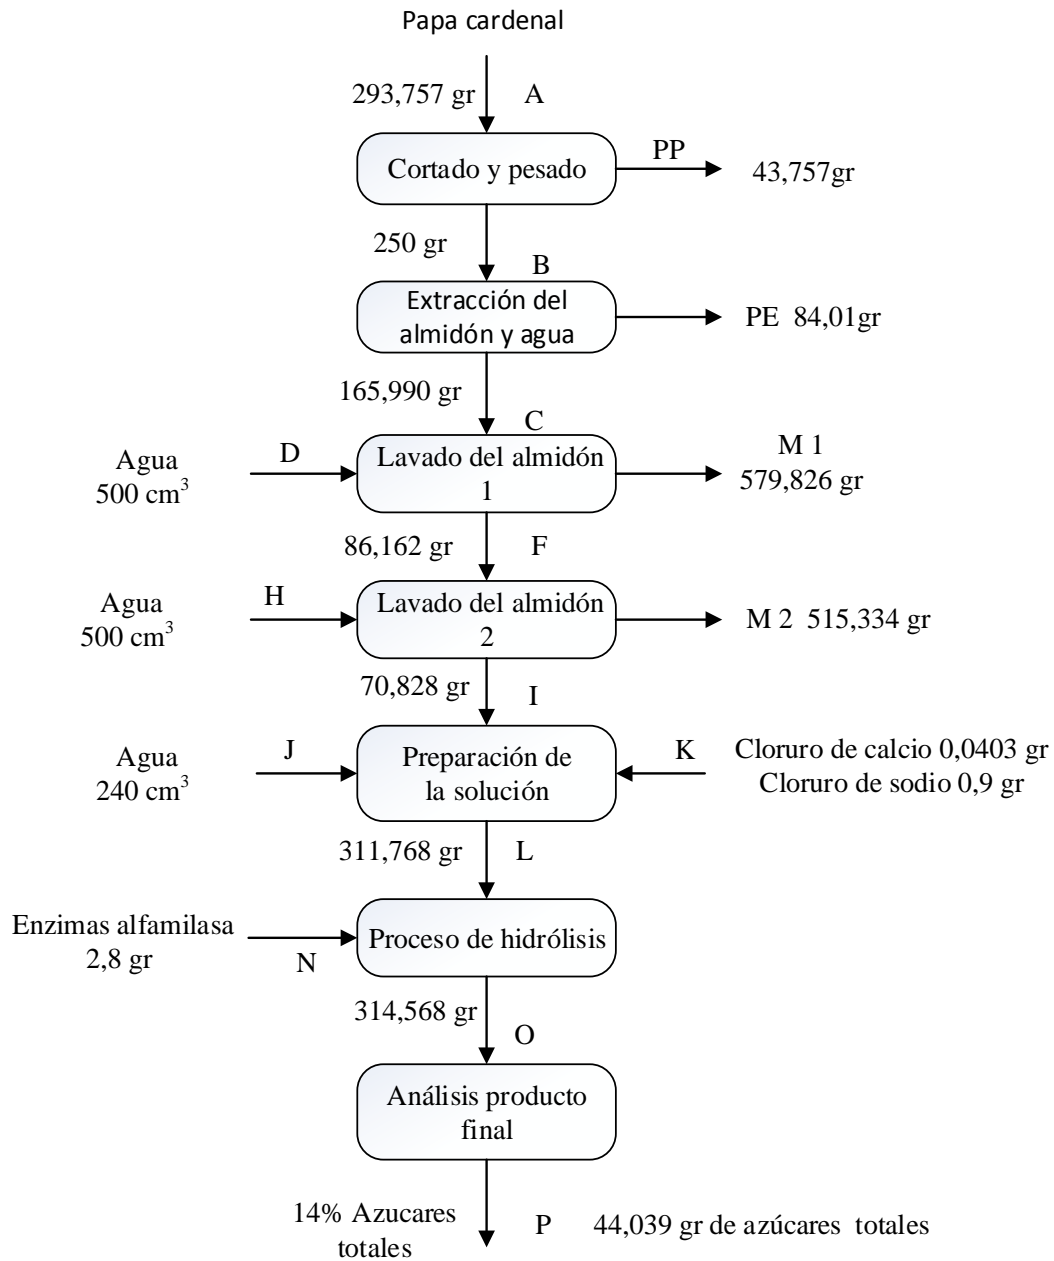 Papa cardenal
293,757 gr
A
Cortado y pesado
PP
43,757gr
250 gr
B
Extracción del
almidón y agua
PE 84,01gr
165,990 gr
C
Agua
500 cm³
D
Lavado del almidón
1
M 1
579,826 gr
86,162 gr
F
Agua
500 cm³
H
Lavado del almidón
2
M 2 515,334 gr
70,828 gr
I
Agua
240 cm³
J
Preparación de
la solución
K
Cloruro de calcio 0,0403 gr
Cloruro de sodio 0,9 gr
311,768 gr
L
Enzimas alfamilasa
2,8 gr
N
Proceso de hidrólisis
314,568 gr
O
Análisis producto
final
14% Azucares
totales
P
44,039 gr de azúcares totales